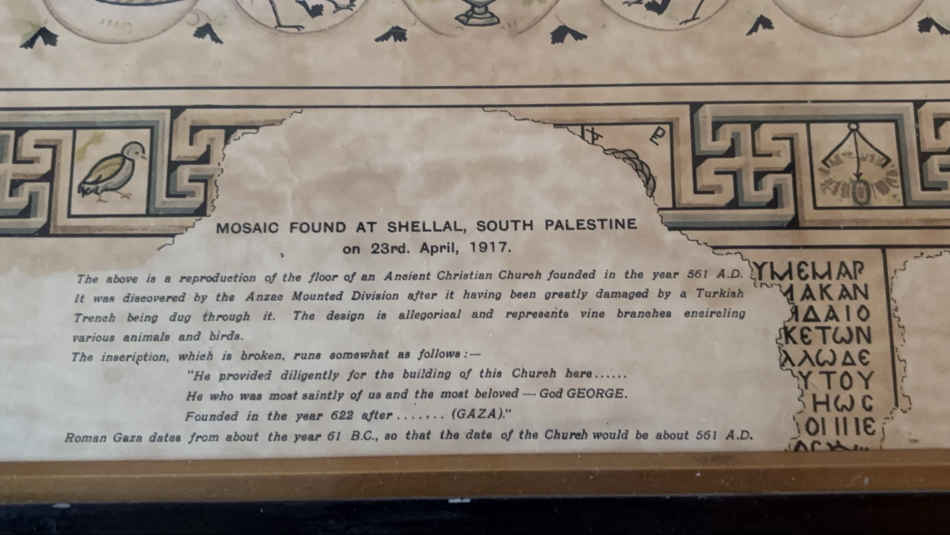 MOSAIC FOUND AT SHELLAL, SOUTH PALESTINE
on 23rd. April, 1917.
The above is a reproduction of the floor of an Ancient Christian Church founded in the year 561 A.D.
It was discovered by the Anzac Mounted Division after it having been greatly damaged by a Turkish
Trench being dug through it. The design is allegorical and represents vine branches encircling
various animals and birds.
The inscription, which is broken, runs somewhat as follows:—
"He provided diligently for the building of this Church here......
He who was most saintly of us and the most beloved — God GEORGE.
Founded in the year 622 after ....... (GAZA)."
Roman Gaza dates from about the year 61 B.C., so that the date of the Church would be about 561 A.D.
ΥΜΕΜΑΡ
ΜΑΚΑΝ
ΔΑΙΟ
ΚΕΤΩΝ
ΛΛΩΔΕ
ΥΤΟΥ
ΗΩϹ